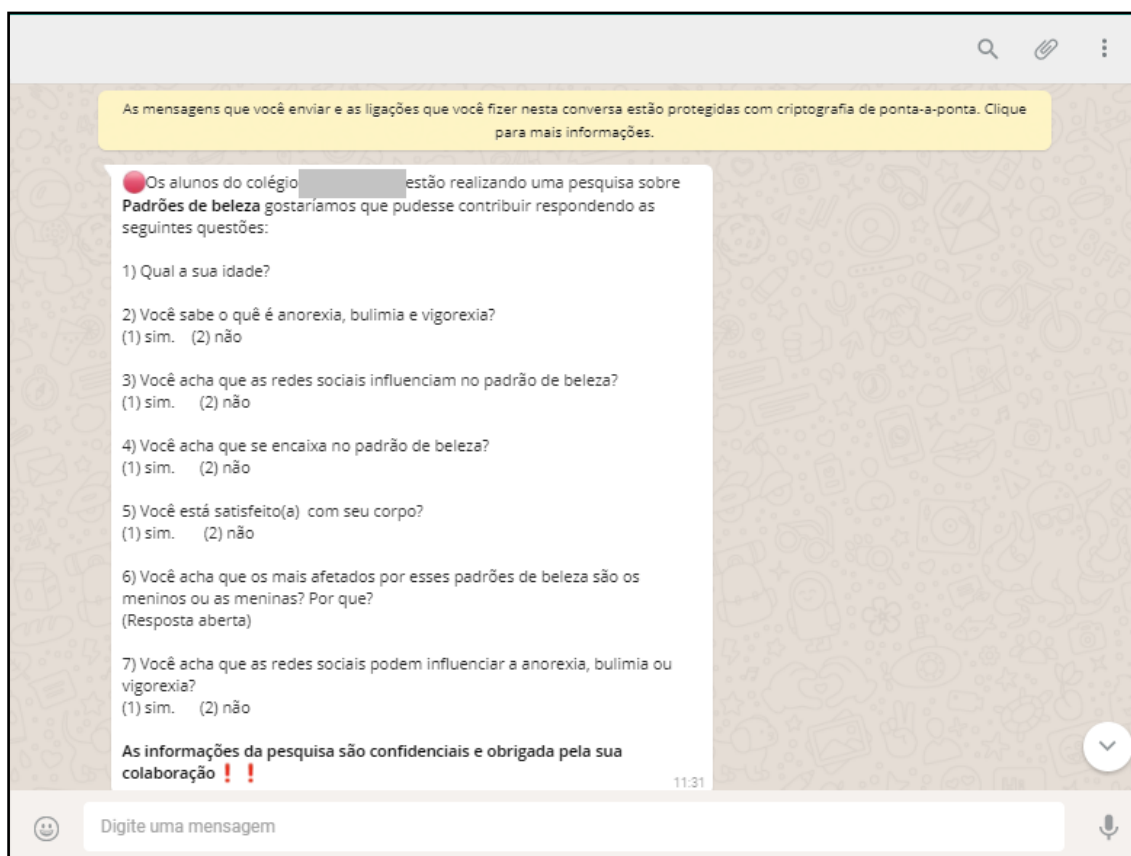 As mensagens que você enviar e as ligações que você fizer nesta conversa estão protegidas com criptografia de ponta-a-ponta. Clique
para mais informações.
Os alunos do colégio estão realizando uma pesquisa sobre
Padrões de beleza gostaríamos que pudesse contribuir respondendo as
seguintes questões:
1) Qual a sua idade?
2) Você sabe o quê é anorexia, bulimia e vigorexia?
(1) sim. (2) não
3) Você acha que as redes sociais influenciam no padrão de beleza?
(1) sim. (2) não
4) Você acha que se encaixa no padrão de beleza?
(1) sim. (2) não
5) Você está satisfeito(a) com seu corpo?
(1) sim. (2) não
6) Você acha que os mais afetados por esses padrões de beleza são os
meninos ou as meninas? Por que?
(Resposta aberta)
7) Você acha que as redes sociais podem influenciar a anorexia, bulimia ou
vigorexia?
(1) sim. (2) não
As informações da pesquisa são confidenciais e obrigada pela sua
colaboração❗❗
11:31
Digite uma mensagem